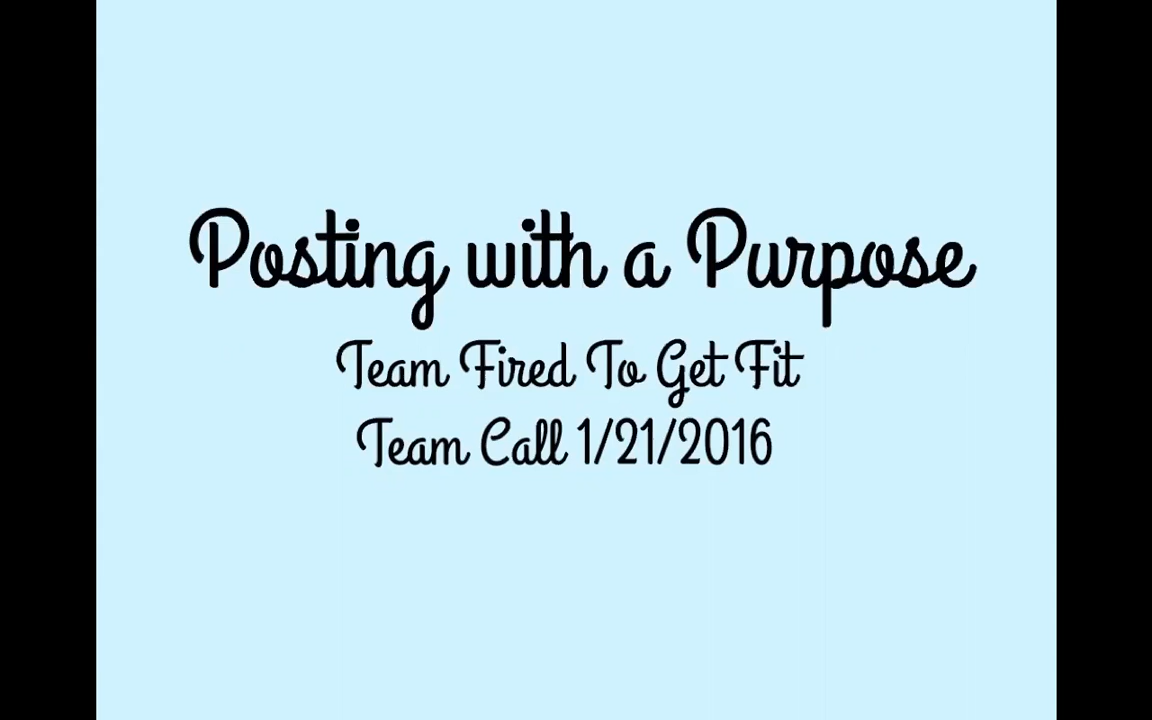 Posting with a Purpose
Team Fired To Get Fit
Team Call 1/21/2016